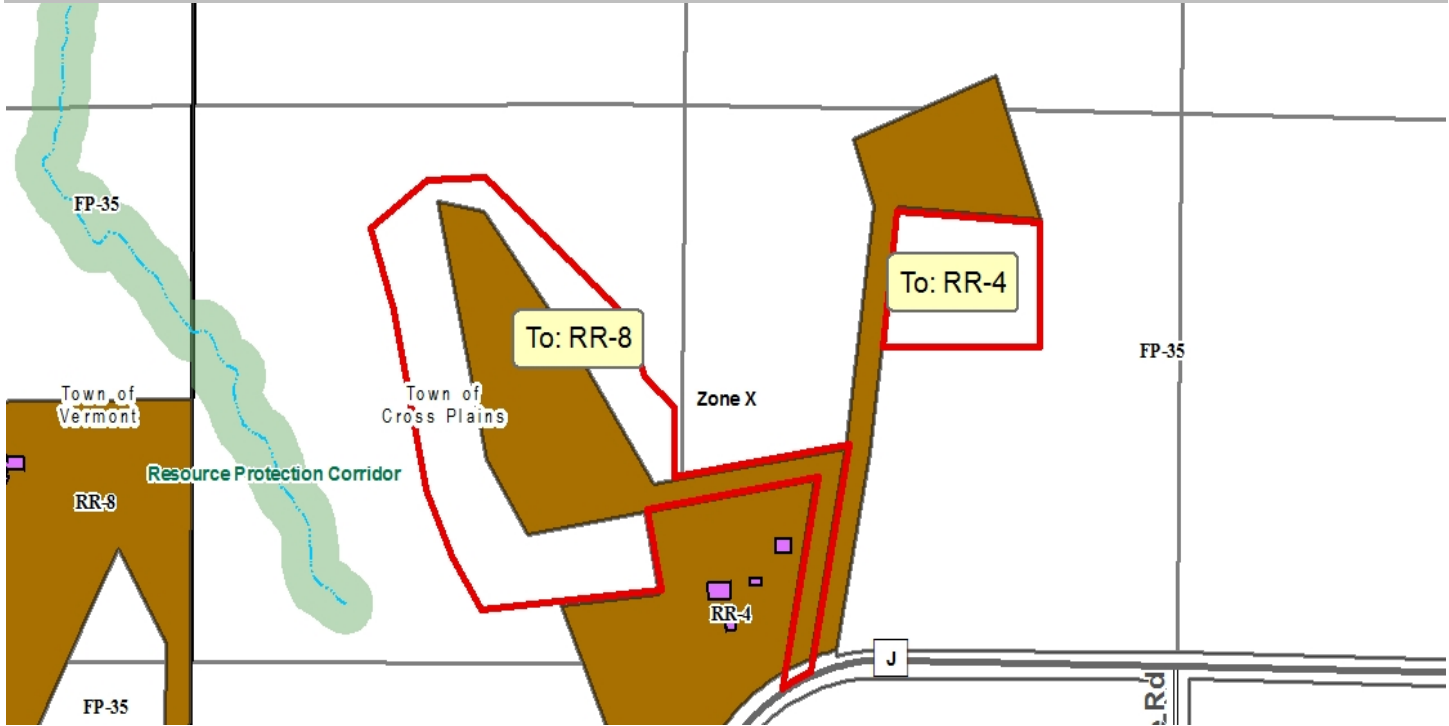 FP-35
To: RR-4
To: RR-8
FP-35
Town of
Vermont
Town of
Cross Plains
Zone X
Resource Protection Corridor
RR-8
RR-4
J
FP-35
Rd